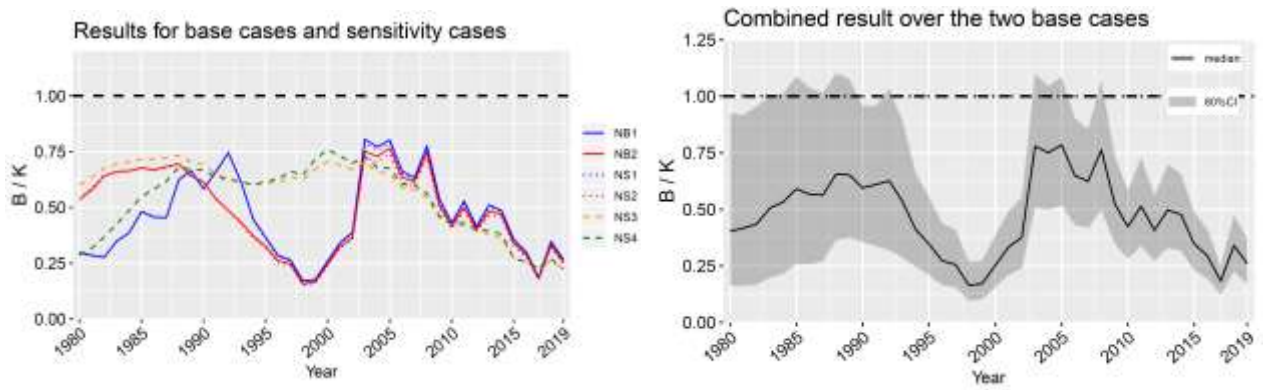 Results for base cases and sensitivity cases
B / K
1.00
0.75
0.50
0.25
0.00
1980
1985
1990
1995
2000
2005
2010
2015
2019
Year
NB1
NB2
NS1
NS2
NS3
NS4
Combined result over the two base cases
B / K
1.25
1.00
0.75
0.50
0.25
0.00
1980
1985
1990
1995
2000
2005
2010
2015
2019
Year
median
80%CI